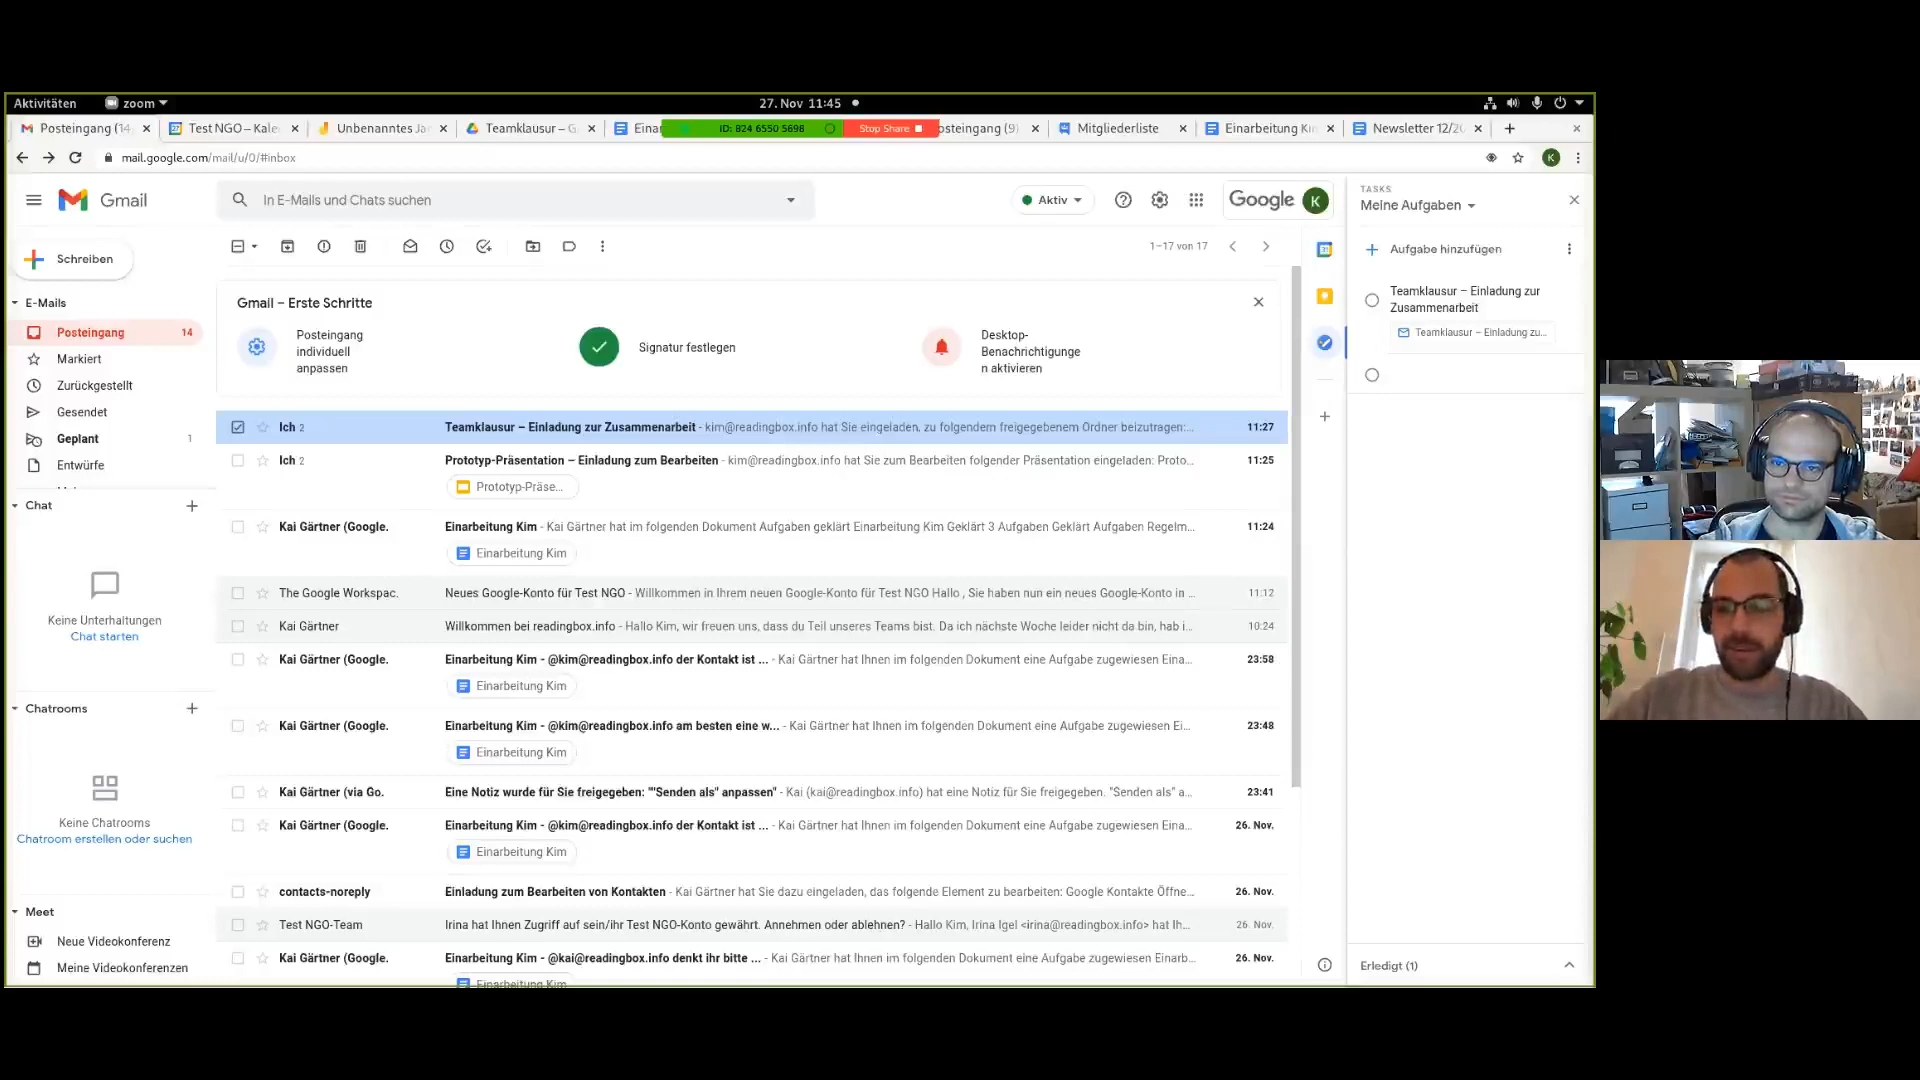 Aktivitäten zoom 27. Nov 11:45
Posteingang (14 Test NGO – Kale Unbenanntes Ja Teamklausur – G Einar ID: 824 6550 5698 Stop Share osteingang (9) Mitgliederliste Einarbeitung Ki Newsletter 12/20
mail.google.com/mail/u/0/#inbox K
Gmail In E-Mails und Chats suchen Aktiv Google K
TASKS
Meine Aufgaben
1–17 von 17
Aufgabe hinzufügen
Schreiben
Teamklausur – Einladung zur
Zusammenarbeit
Teamklausur – Einladung zu...
Erledigt (1)
E-Mails
Posteingang 14
Markiert
Zurückgestellt
Gesendet
Geplant 1
Entwürfe
Chat
Keine Unterhaltungen
Chat starten
Chatrooms
Keine Chatrooms
Chatroom erstellen oder suchen
Meet
Neue Videokonferenz
Meine Videokonferenzen
Gmail – Erste Schritte
Posteingang
individuell
anpassen
Signatur festlegen
Desktop-
Benachrichtigunge
n aktivieren
Ich 2 Teamklausur – Einladung zur Zusammenarbeit - kim@readingbox.info hat Sie eingeladen, zu folgendem freigegebenem Ordner beizutragen:... 11:27
Ich 2 Prototyp-Präsentation – Einladung zum Bearbeiten - kim@readingbox.info hat Sie zum Bearbeiten folgender Präsentation eingeladen: Proto... 11:25
Prototyp-Präse...
Kai Gärtner (Google. Einarbeitung Kim - Kai Gärtner hat im folgenden Dokument Aufgaben geklärt Einarbeitung Kim Geklärt 3 Aufgaben Geklärt Aufgaben Regelm... 11:24
Einarbeitung Kim
The Google Workspac. Neues Google-Konto für Test NGO - Willkommen in Ihrem neuen Google-Konto für Test NGO Hallo , Sie haben nun ein neues Google-Konto in ... 11:12
Kai Gärtner Willkommen bei readingbox.info - Hallo Kim, wir freuen uns, dass du Teil unseres Teams bist. Da ich nächste Woche leider nicht da bin, hab i... 10:24
Kai Gärtner (Google. Einarbeitung Kim - @kim@readingbox.info der Kontakt ist ... - Kai Gärtner hat Ihnen im folgenden Dokument eine Aufgabe zugewiesen Eina... 23:58
Einarbeitung Kim
Kai Gärtner (Google. Einarbeitung Kim - @kim@readingbox.info am besten eine w... - Kai Gärtner hat Ihnen im folgenden Dokument eine Aufgabe zugewiesen Ei... 23:48
Einarbeitung Kim
Kai Gärtner (via Go. Eine Notiz wurde für Sie freigegeben: ""Senden als" anpassen" - Kai (kai@readingbox.info) hat eine Notiz für Sie freigegeben. "Senden als" a... 23:41
Kai Gärtner (Google. Einarbeitung Kim - @kim@readingbox.info der Kontakt ist ... - Kai Gärtner hat Ihnen im folgenden Dokument eine Aufgabe zugewiesen Eina... 26. Nov.
Einarbeitung Kim
contacts-noreply Einladung zum Bearbeiten von Kontakten - Kai Gärtner hat Sie dazu eingeladen, das folgende Element zu bearbeiten: Google Kontakte Öffne... 26. Nov.
Test NGO-Team Irina hat Ihnen Zugriff auf sein/ihr Test NGO-Konto gewährt. Annehmen oder ablehnen? - Hallo Kim, Irina Igel <irina@readingbox.info> hat Ih... 26 Nov.
Kai Gärtner (Google. Einarbeitung Kim - @kai@readingbox.info denkt ihr bitte ... - Kai Gärtner hat Ihnen im folgenden Dokument eine Aufgabe zugewiesen Einarb... 26. Nov.
Einarbeitung Kim